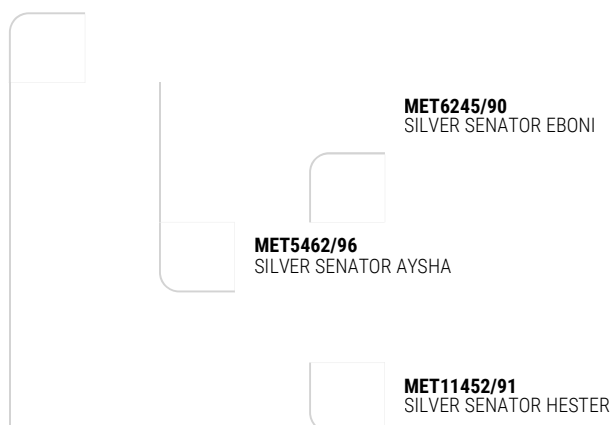 MET6245/90
SILVER SENATOR EBONI
MET5462/96
SILVER SENATOR AYSHA
MET11452/91
SILVER SENATOR HESTER